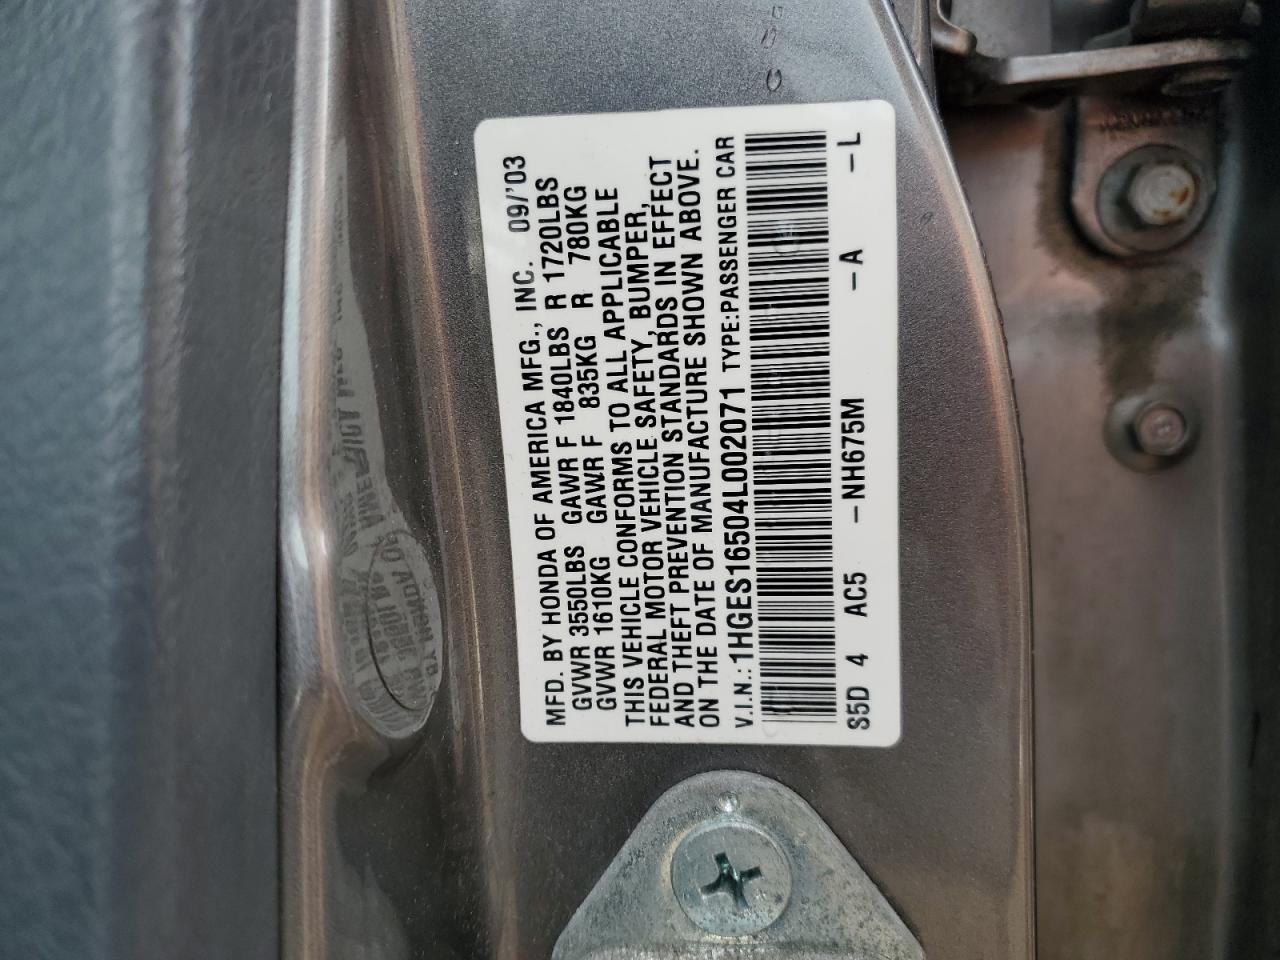 MFD. BY HONDA OF AMERICA MFG., INC. 09/'03
GVWR 3550LBS GAWR F 1840LBS R 1720LBS
GVWR 1610KG GAWR F 835KG R 780KG
THIS VEHICLE CONFORMS TO ALL APPLICABLE
FEDERAL MOTOR VEHICLE SAFETY, BUMPER,
AND THEFT PREVENTION STANDARDS IN EFFECT
ON THE DATE OF MANUFACTURE SHOWN ABOVE.
V.I.N.: 1HGES16504L002071 TYPE:PASSENGER CAR
S5D 4 AC5 -NH675M -A -L